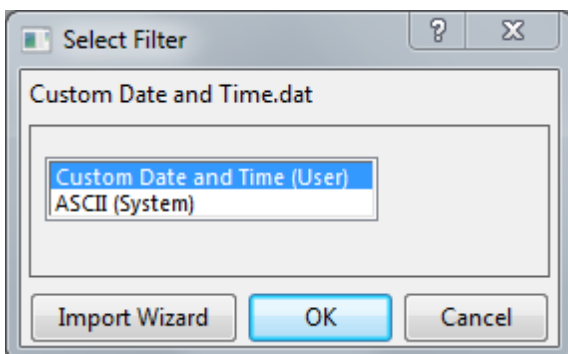 Select Filter
Custom Date and Time.dat
Custom Date and Time (User)
ASCII (System)
Import Wizard OK Cancel